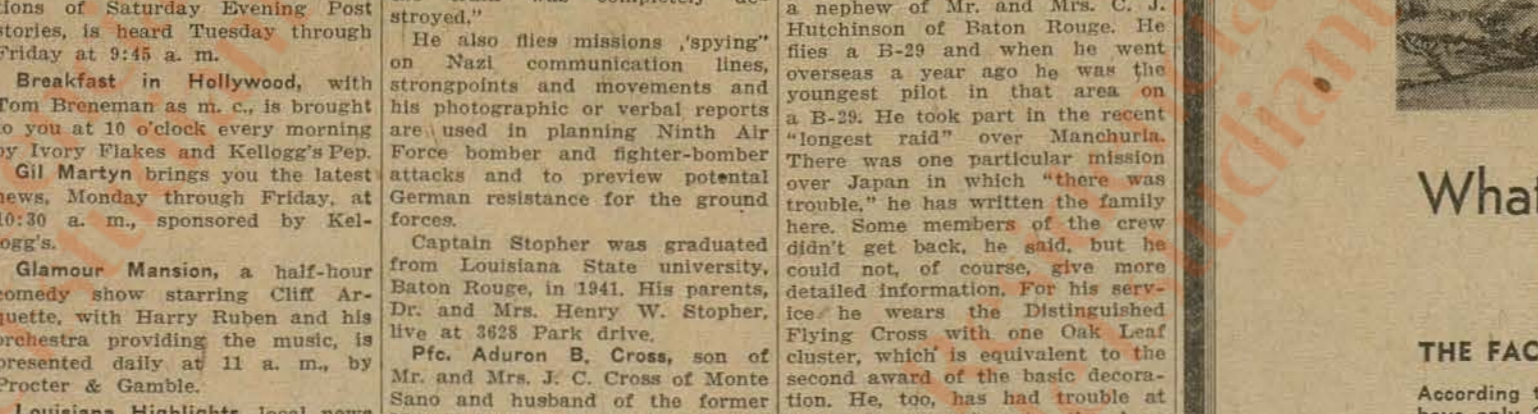 tions of Saturday Evening Post
stories, is heard Tuesday through
Friday at 9:45 a. m.
Breakfast in Hollywood, with
Tom Breneman as m. c., is brought
to you at 10 o'clock every morning
by Ivory Flakes and Kellogg's Pep.
Gil Martyn brings you the latest
news, Monday through Friday, at
10:30 a. m., sponsored by Kel-
logg's.
Glamour Mansion, a half-hour
comedy show starring Cliff Ar-
quette, with Harry Ruben and his
orchestra providing the music, is
presented daily at 11 a. m., by
Procter & Gamble.
Louisiana Highlights, local news
was completely de-
stroyed."
He also flies missions ,'spying"
on Nazi communication lines,
strongpoints and movements and
his photographic or verbal reports
are used in planning Ninth Air
Force bomber and fighter-bomber
attacks and to preview potental
German resistance for the ground
forces.
Captain Stopher was graduated
from Louisiana State university,
Baton Rouge, in 1941. His parents,
Dr. and Mrs. Henry W. Stopher,
live at 3628 Park drive.
Pfc. Aduron B. Cross, son of
Mr. and Mrs. J. C. Cross of Monte
Sano and husband of the former
a nephew of Mr. and Mrs. C. J.
Hutchinson of Baton Rouge. He
flies a B-29 and when he went
overseas a year ago he was the
youngest pilot in that area on
a B-29. He took part in the recent
"longest raid" over Manchuria.
There was one particular mission
over Japan in which "there was
trouble," he has written the family
here. Some members of the crew
didn't get back, he said, but he
could not, of course, give more
detailed information. For his serv-
ice he wears the Distinguished
Flying Cross with one Oak Leaf
cluster, which is equivalent to the
second award of the basic decora-
tion. He, too, has had trouble at
What
THE FAC
According